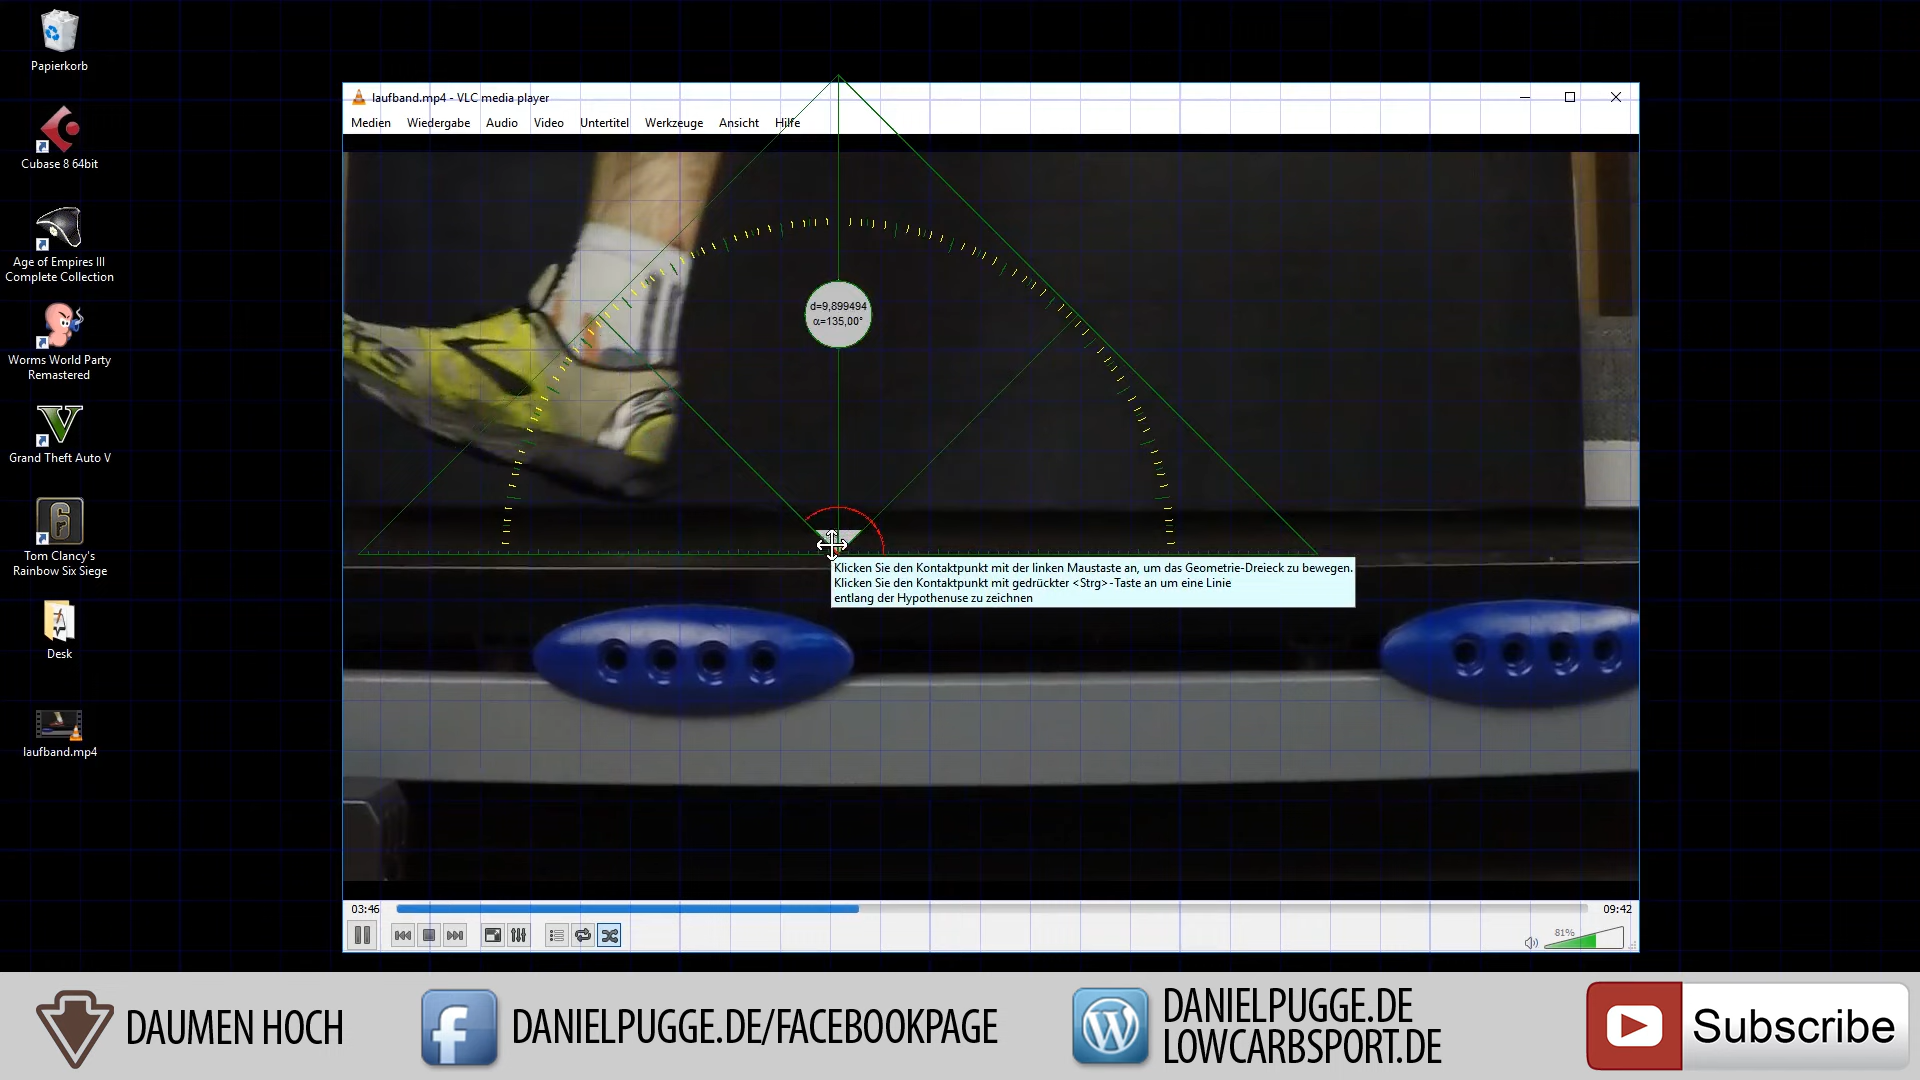 Papierkorb
Cubase 8 64bit
Age of Empires III
Complete Collection
Worms World Party
Remastered
Grand Theft Auto V
Tom Clancy's
Rainbow Six Siege
Desk
laufband.mp4
laufband.mp4 - VLC media player
Medien Wiedergabe Audio Video Untertitel Werkzeuge Ansicht Hilfe
d=9,899494
α=135,00°
Klicken Sie den Kontaktpunkt mit der linken Maustaste an, um das Geometrie-Dreieck zu bewegen.
Klicken Sie den Kontaktpunkt mit gedrückter <Strg>-Taste an um eine Linie
entlang der Hypothenuse zu zeichnen
03:46
09:42
81%
DAUMEN HOCH
DANIELPUGGE.DE/FACEBOOKPAGE
DANIELPUGGE.DE
LOWCARBSPORT.DE
Subscribe